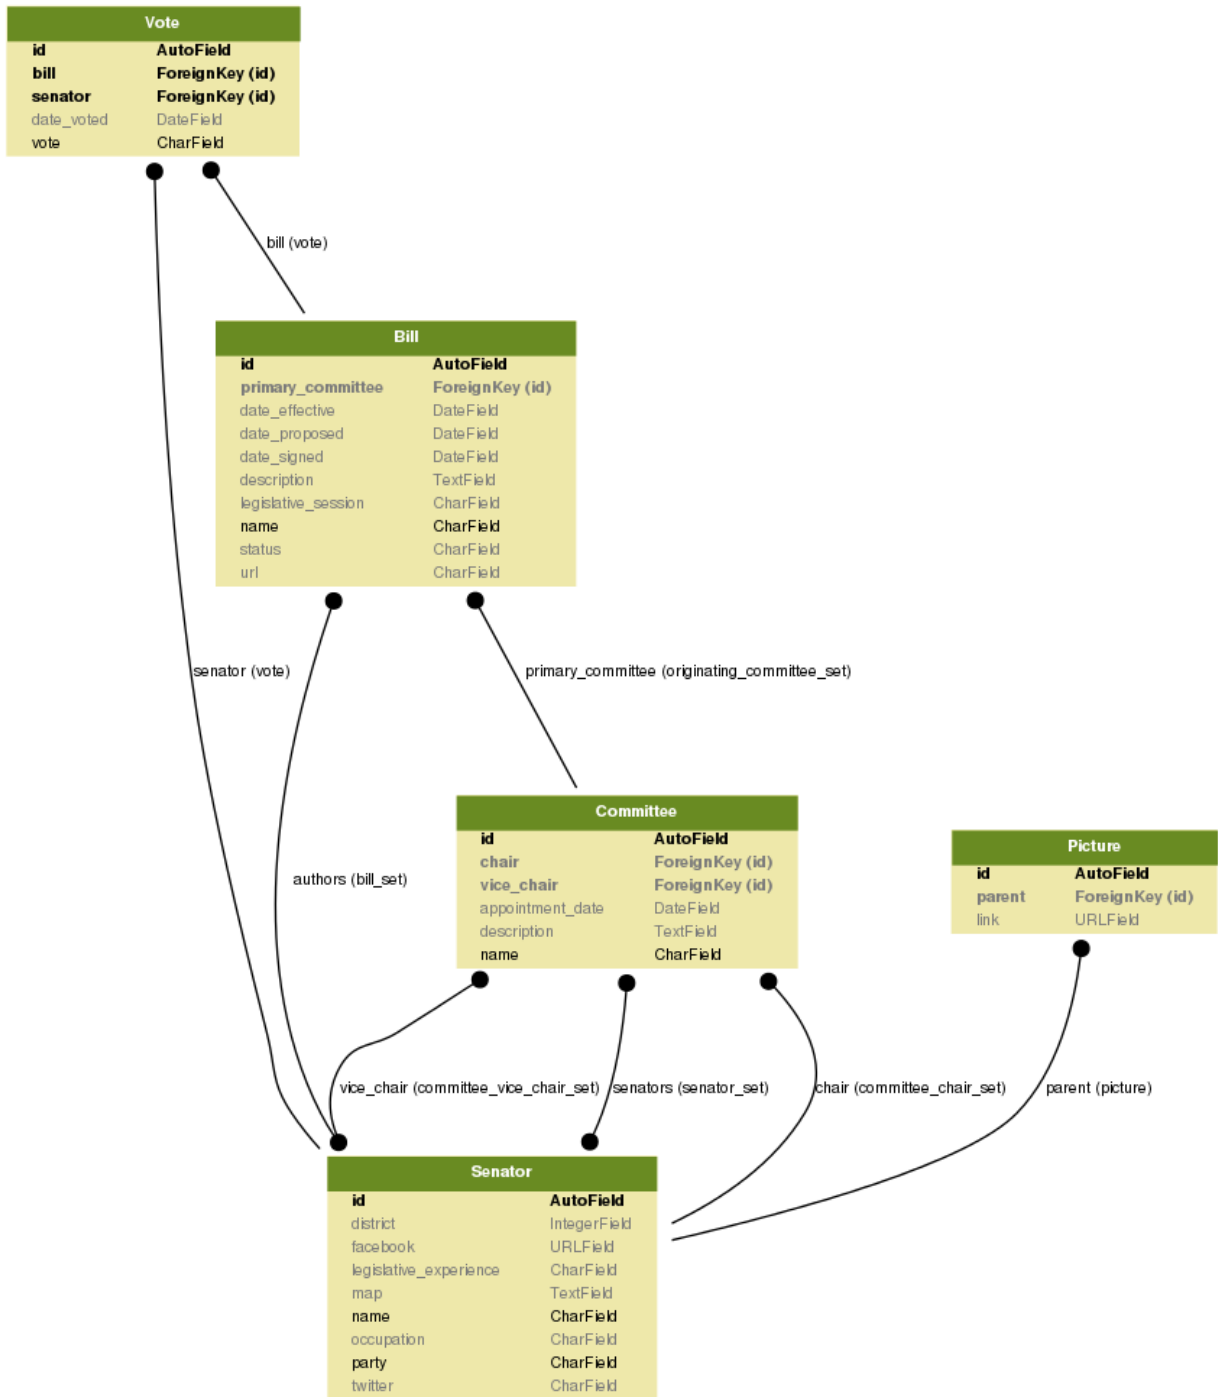 Vote
id AutoField
bill ForeignKey (id)
senator ForeignKey (id)
date_voted DateField
vote CharField
bill (vote)
Bill
id AutoField
primary_committee ForeignKey (id)
date_effective DateField
date_proposed DateField
date_signed DateField
description TextField
legislative_session CharField
name CharField
status CharField
url CharField
senator (vote)
primary_committee (originating_committee_set)
authors (bill_set)
Committee
id AutoField
chair ForeignKey (id)
vice_chair ForeignKey (id)
appointment_date DateField
description TextField
name CharField
Picture
id AutoField
parent ForeignKey (id)
link URLField
vice_chair (committee_vice_chair_set)
senators (senator_set)
chair (committee_chair_set)
parent (picture)
Senator
id AutoField
district IntegerField
facebook URLField
legislative_experience CharField
map TextField
name CharField
occupation CharField
party CharField
twitter CharField